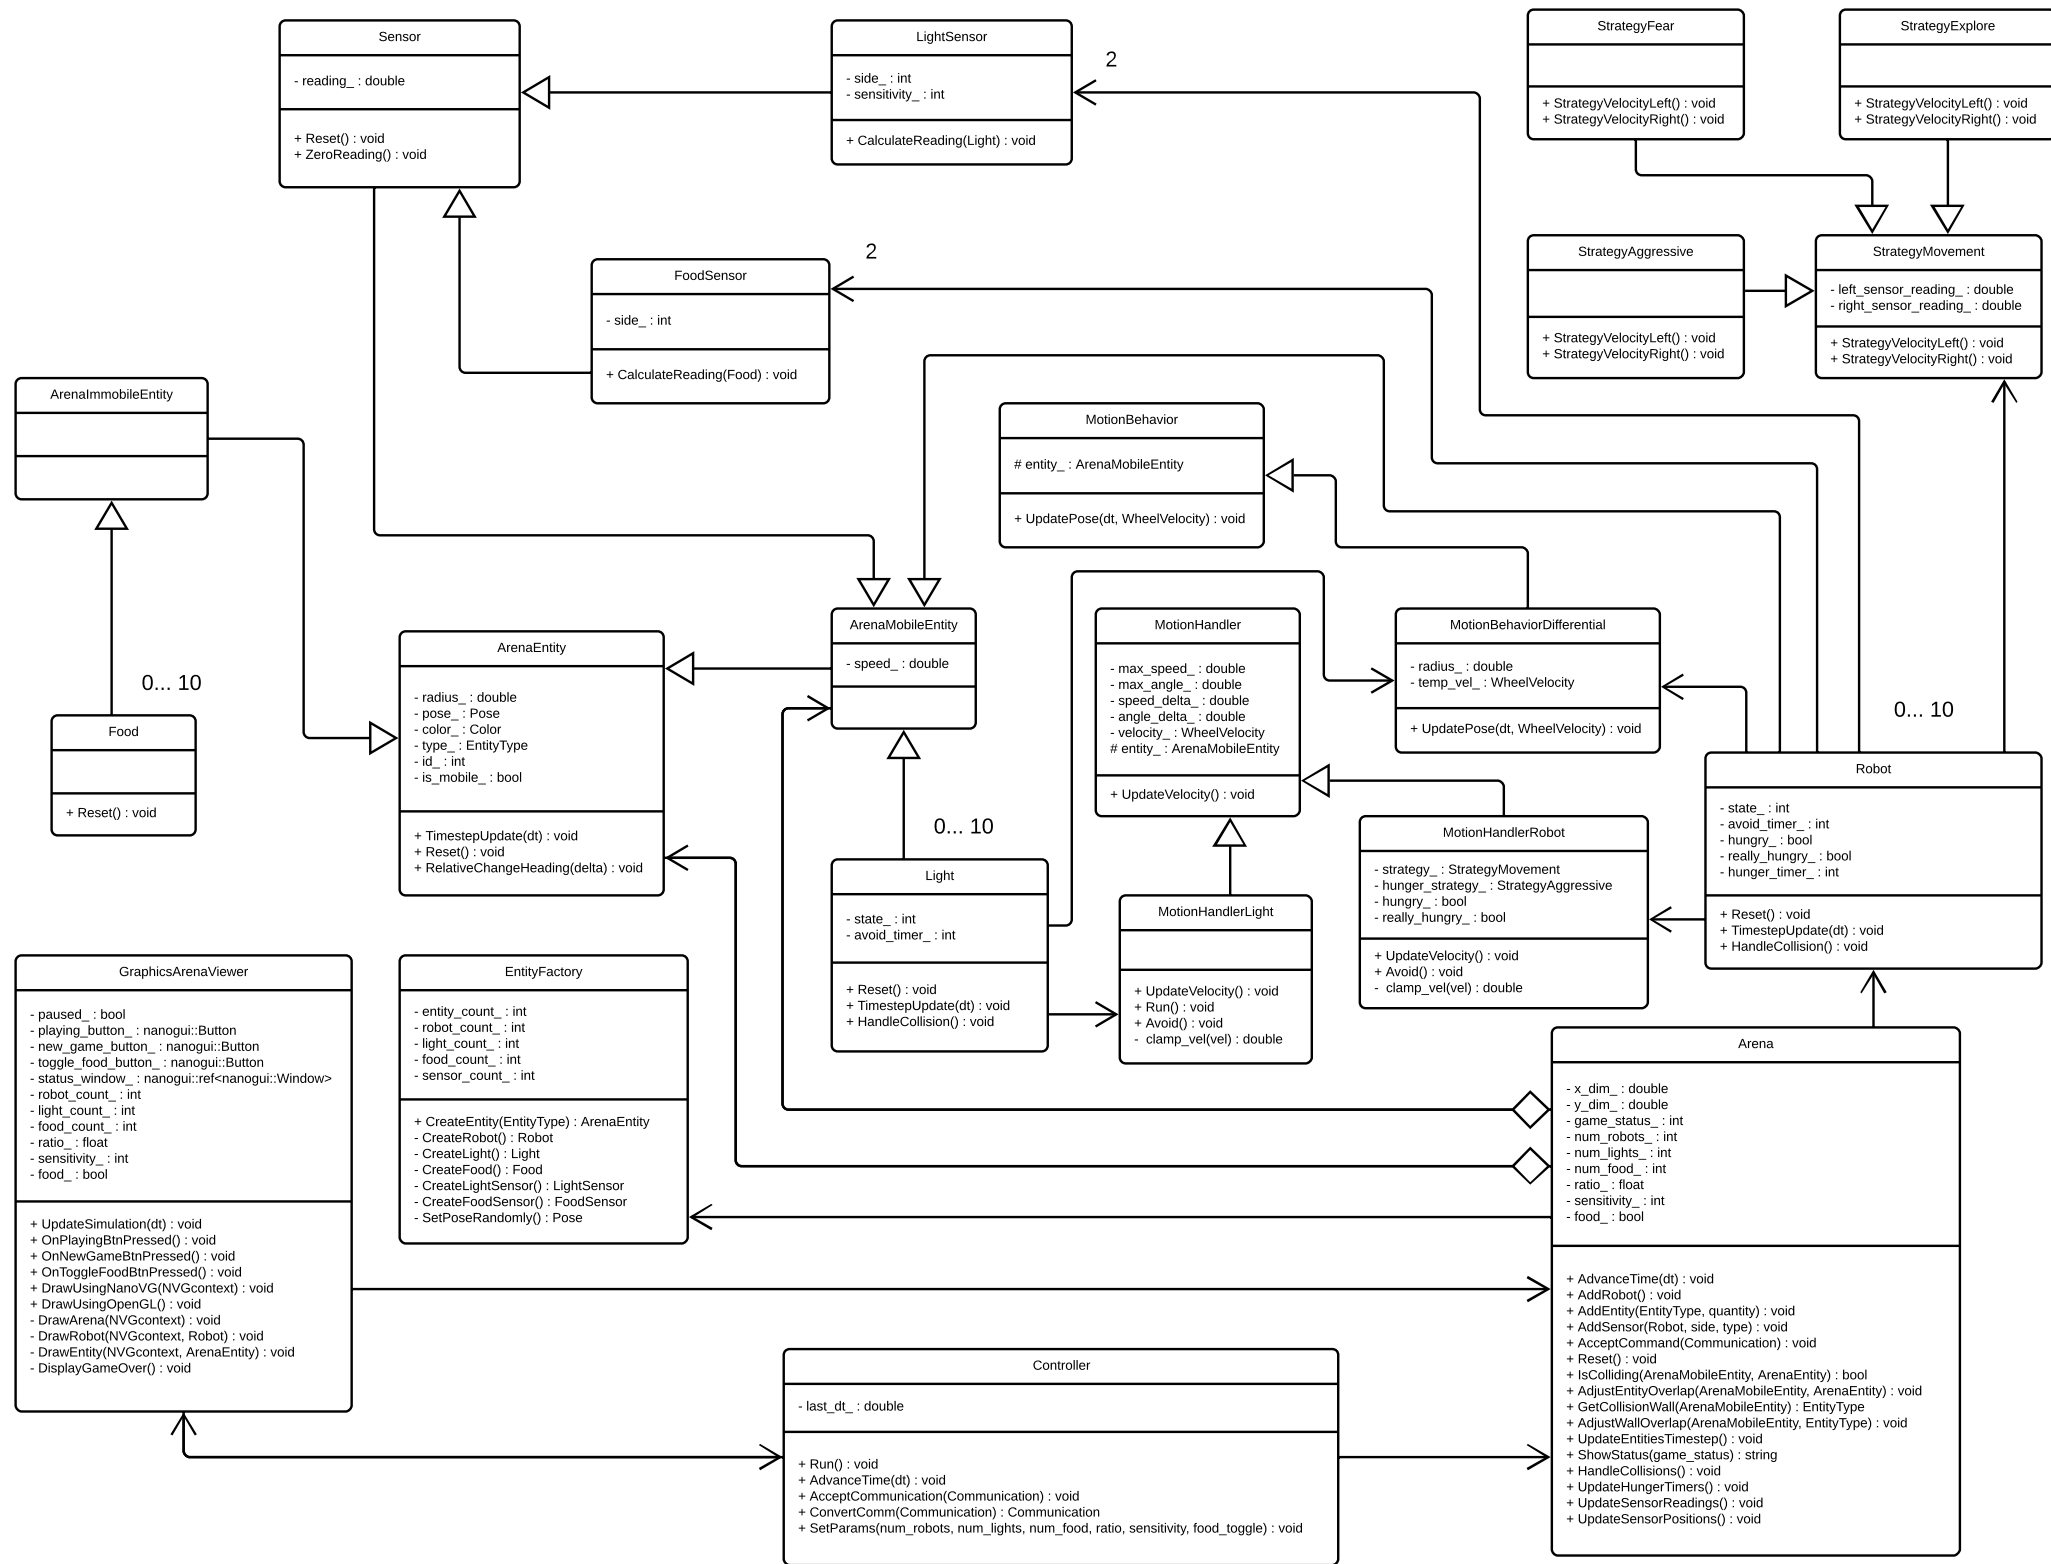 Sensor
- reading_ : double
+ Reset() : void
+ ZeroReading() : void
LightSensor
- side_ : int
- sensitivity_ : int
+ CalculateReading(Light) : void
2
StrategyFear
+ StrategyVelocityLeft() : void
+ StrategyVelocityRight() : void
StrategyExplore
+ StrategyVelocityLeft() : void
+ StrategyVelocityRight() : void
FoodSensor
- side_ : int
+ CalculateReading(Food) : void
2
StrategyAggressive
+ StrategyVelocityLeft() : void
+ StrategyVelocityRight() : void
StrategyMovement
- left_sensor_reading_ : double
- right_sensor_reading_ : double
+ StrategyVelocityLeft() : void
+ StrategyVelocityRight() : void
ArenaImmobileEntity
MotionBehavior
# entity_ : ArenaMobileEntity
+ UpdatePose(dt, WheelVelocity) : void
0... 10
Food
+ Reset() : void
ArenaEntity
- radius_ : double
- pose_ : Pose
- color_ : Color
- type_ : EntityType
- id_ : int
- is_mobile_ : bool
+ TimestepUpdate(dt) : void
+ Reset() : void
+ RelativeChangeHeading(delta) : void
ArenaMobileEntity
- speed_ : double
MotionHandler
- max_speed_ : double
- max_angle_ : double
- speed_delta_ : double
- angle_delta_ : double
- velocity_ : WheelVelocity
# entity_ : ArenaMobileEntity
+ UpdateVelocity() : void
MotionBehaviorDifferential
- radius_ : double
- temp_vel_ : WheelVelocity
+ UpdatePose(dt, WheelVelocity) : void
0... 10
Robot
- state_ : int
- avoid_timer_ : int
- hungry_ : bool
- really_hungry_ : bool
- hunger_timer_ : int
+ Reset() : void
+ TimestepUpdate(dt) : void
+ HandleCollision() : void
0... 10
Light
- state_ : int
- avoid_timer_ : int
+ Reset() : void
+ TimestepUpdate(dt) : void
+ HandleCollision() : void
MotionHandlerLight
+ UpdateVelocity() : void
+ Run() : void
+ Avoid() : void
-  clamp_vel(vel) : double
MotionHandlerRobot
- strategy_ : StrategyMovement
- hunger_strategy_ : StrategyAggressive
- hungry_ : bool
- really_hungry_ : bool
+ UpdateVelocity() : void
+ Avoid() : void
-  clamp_vel(vel) : double
GraphicsArenaViewer
- paused_ : bool
- playing_button_ : nanogui::Button
- new_game_button_ : nanogui::Button
- toggle_food_button_ : nanogui::Button
- status_window_ : nanogui::ref<nanogui::Window>
- robot_count_ : int
- light_count_ : int
- food_count_ : int
- ratio_ : float
- sensitivity_ : int
- food_ : bool
+ UpdateSimulation(dt) : void
+ OnPlayingBtnPressed() : void
+ OnNewGameBtnPressed() : void
+ OnToggleFoodBtnPressed() : void
+ DrawUsingNanoVG(NVGcontext) : void
+ DrawUsingOpenGL() : void
- DrawArena(NVGcontext) : void
- DrawRobot(NVGcontext, Robot) : void
- DrawEntity(NVGcontext, ArenaEntity) : void
- DisplayGameOver() : void
EntityFactory
- entity_count_ : int
- robot_count_ : int
- light_count_ : int
- food_count_ : int
- sensor_count_ : int
+ CreateEntity(EntityType) : ArenaEntity
- CreateRobot() : Robot
- CreateLight() : Light
- CreateFood() : Food
- CreateLightSensor() : LightSensor
- CreateFoodSensor() : FoodSensor
- SetPoseRandomly() : Pose
Arena
- x_dim_ : double
- y_dim_ : double
- game_status_ : int
- num_robots_ : int
- num_lights_ : int
- num_food_ : int
- ratio_ : float
- sensitivity_ : int
- food_ : bool
+ AdvanceTime(dt) : void
+ AddRobot() : void
+ AddEntity(EntityType, quantity) : void
+ AddSensor(Robot, side, type) : void
+ AcceptCommand(Communication) : void
+ Reset() : void
+ IsColliding(ArenaMobileEntity, ArenaEntity) : bool
+ AdjustEntityOverlap(ArenaMobileEntity, ArenaEntity) : void
+ GetCollisionWall(ArenaMobileEntity) : EntityType
+ AdjustWallOverlap(ArenaMobileEntity, EntityType) : void
+ UpdateEntitiesTimestep() : void
+ ShowStatus(game_status) : string
+ HandleCollisions() : void
+ UpdateHungerTimers() : void
+ UpdateSensorReadings() : void
+ UpdateSensorPositions() : void
Controller
- last_dt_ : double
+ Run() : void
+ AdvanceTime(dt) : void
+ AcceptCommunication(Communication) : void
+ ConvertComm(Communication) : Communication
+ SetParams(num_robots, num_lights, num_food, ratio, sensitivity, food_toggle) : void